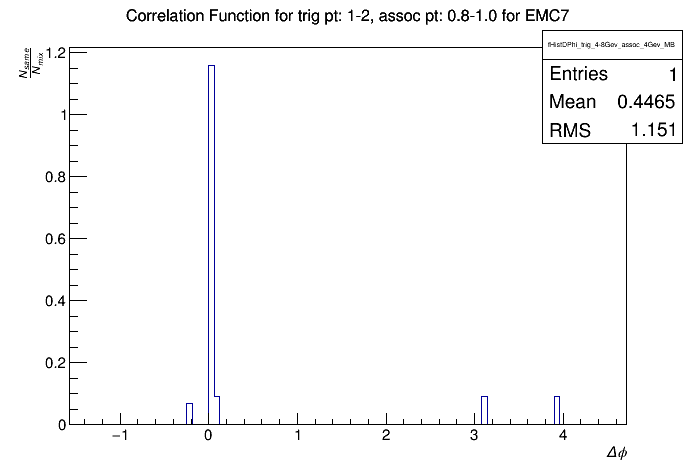 Correlation Function for trig pt: 1-2, assoc pt: 0.8-1.0 for EMC7
fHistDPhi_trig_4-8Gev_assoc_4Gev_MB
Entries 1
Mean 0.4465
RMS 1.151
N_same
N_mix
1.2
1
0.8
0.6
0.4
0.2
0
−1 0 1 2 3 4
Δϕ